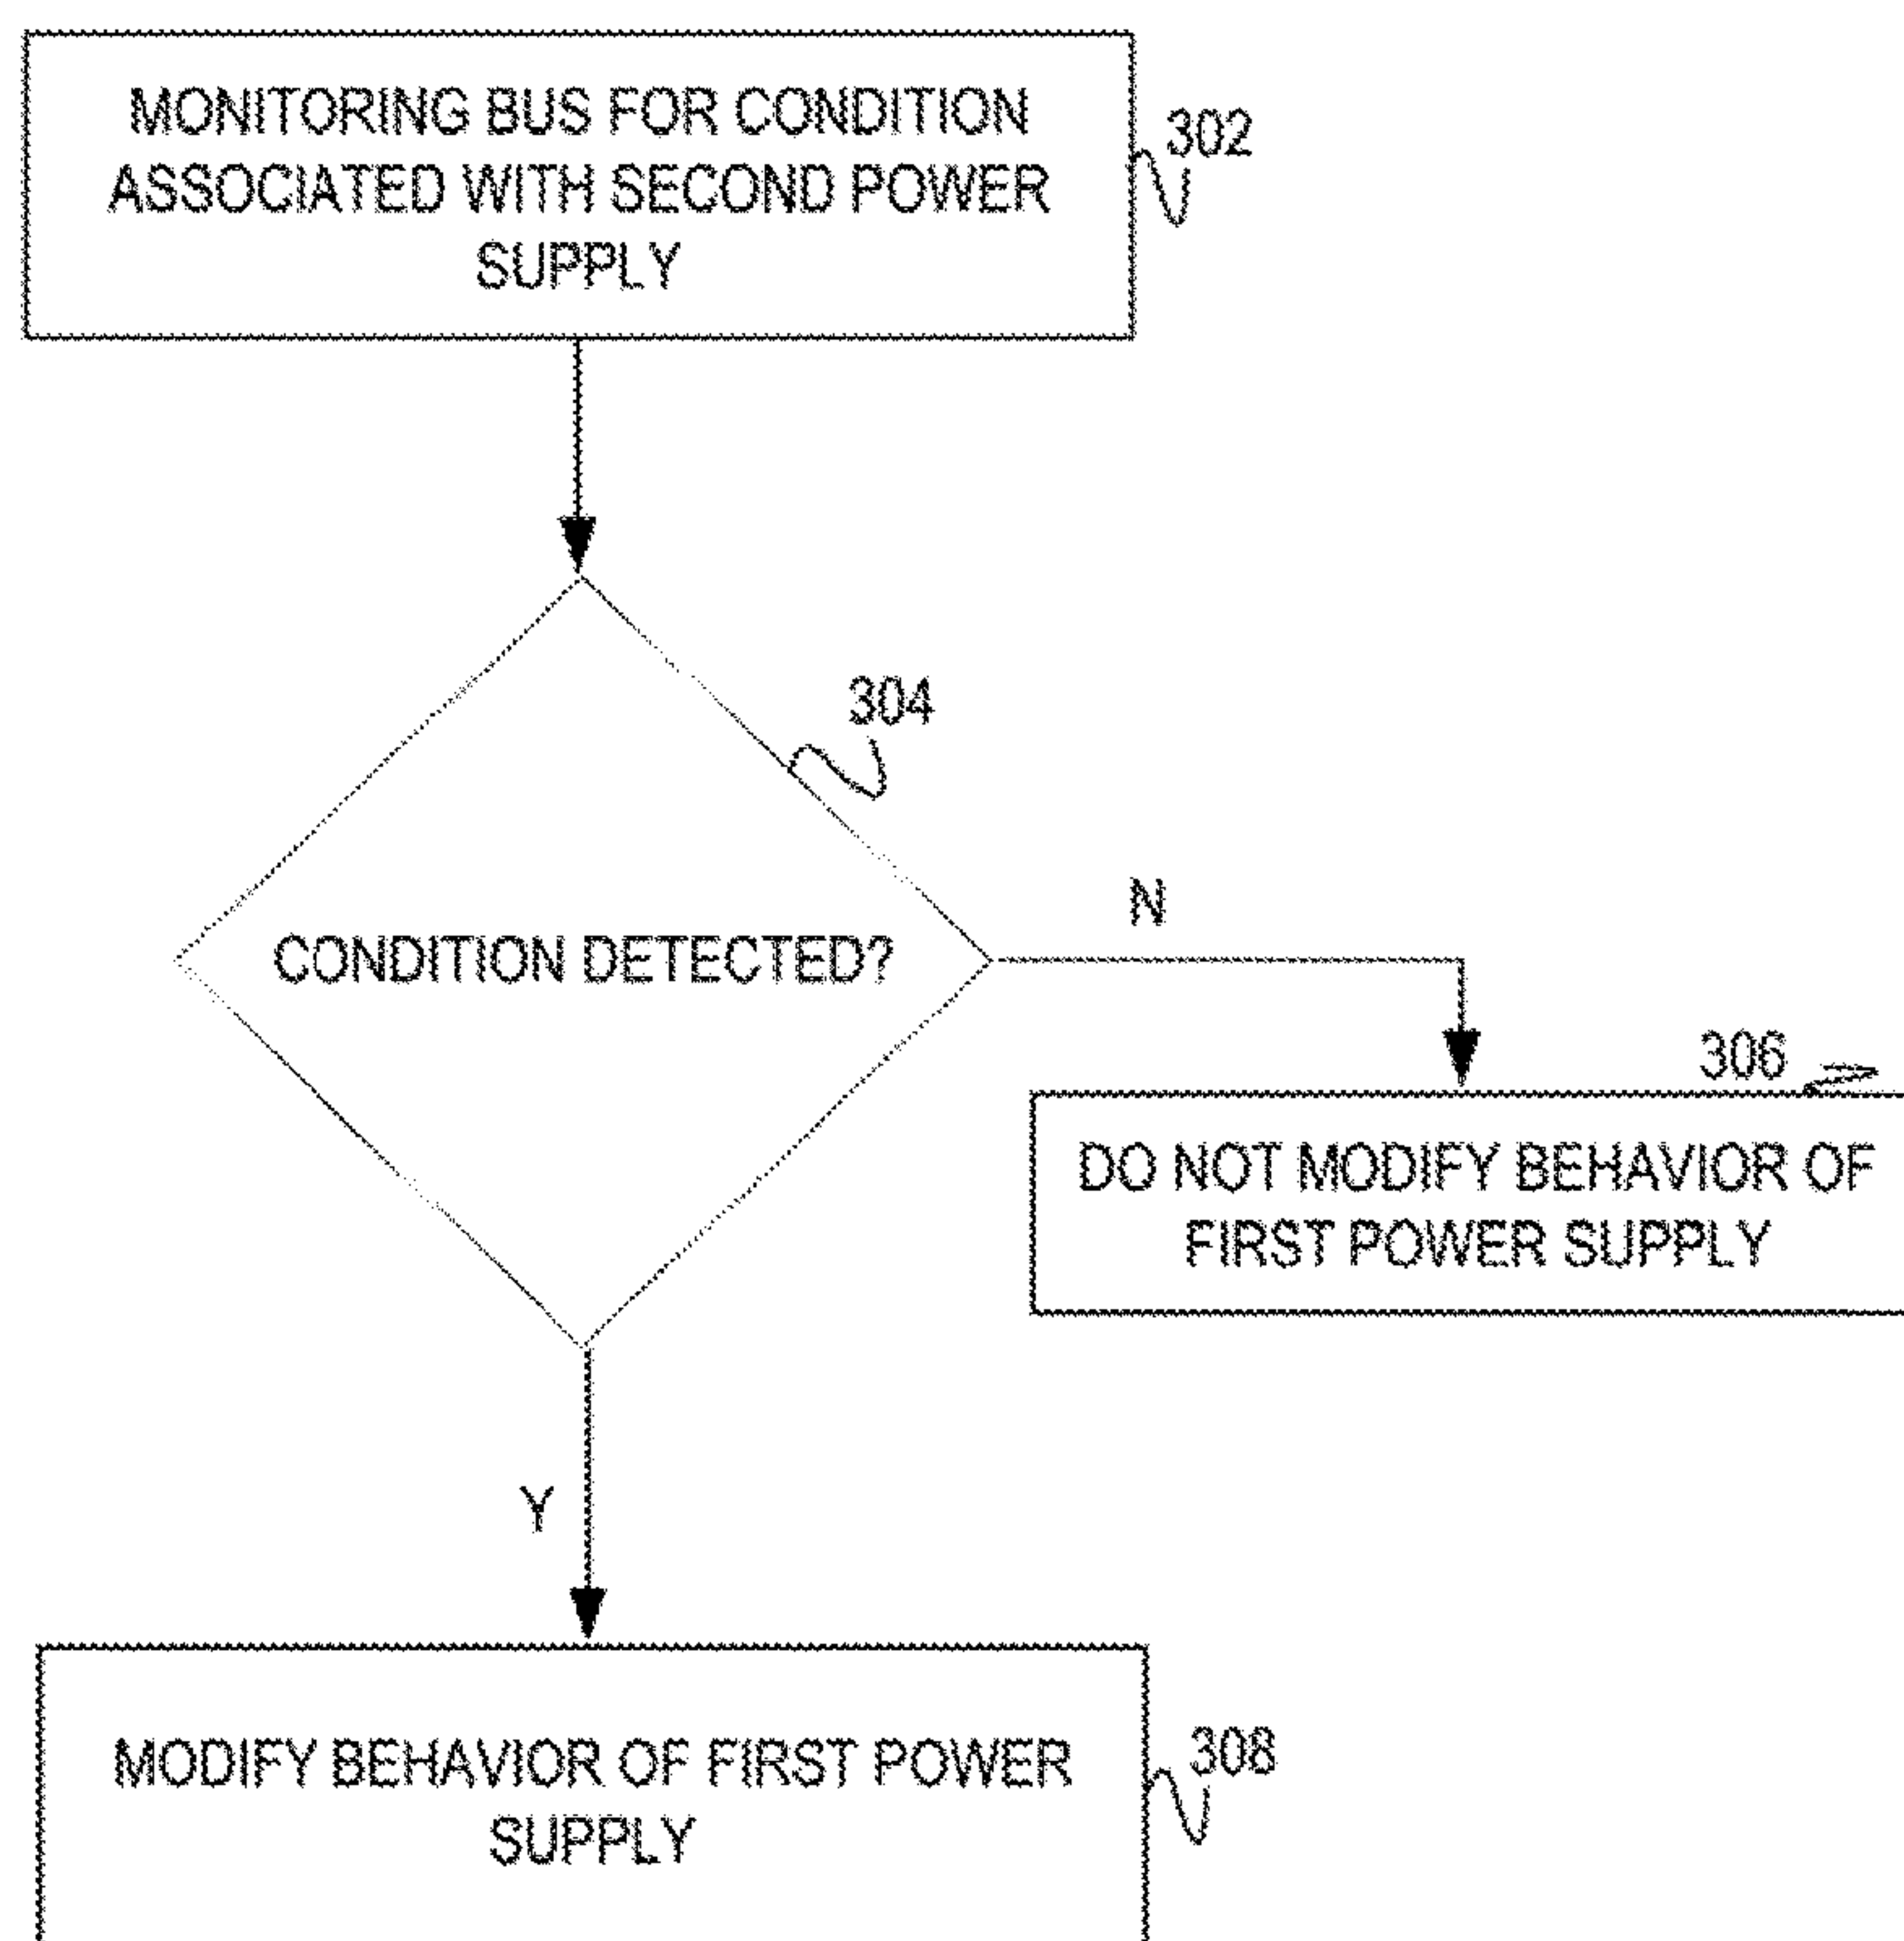 MONITORING BUS FOR CONDITION
ASSOCIATED WITH SECOND POWER
SUPPLY
302
304
CONDITION DETECTED?
N
306
DO NOT MODIFY BEHAVIOR OF
FIRST POWER SUPPLY
Y
MODIFY BEHAVIOR OF FIRST POWER
SUPPLY
308